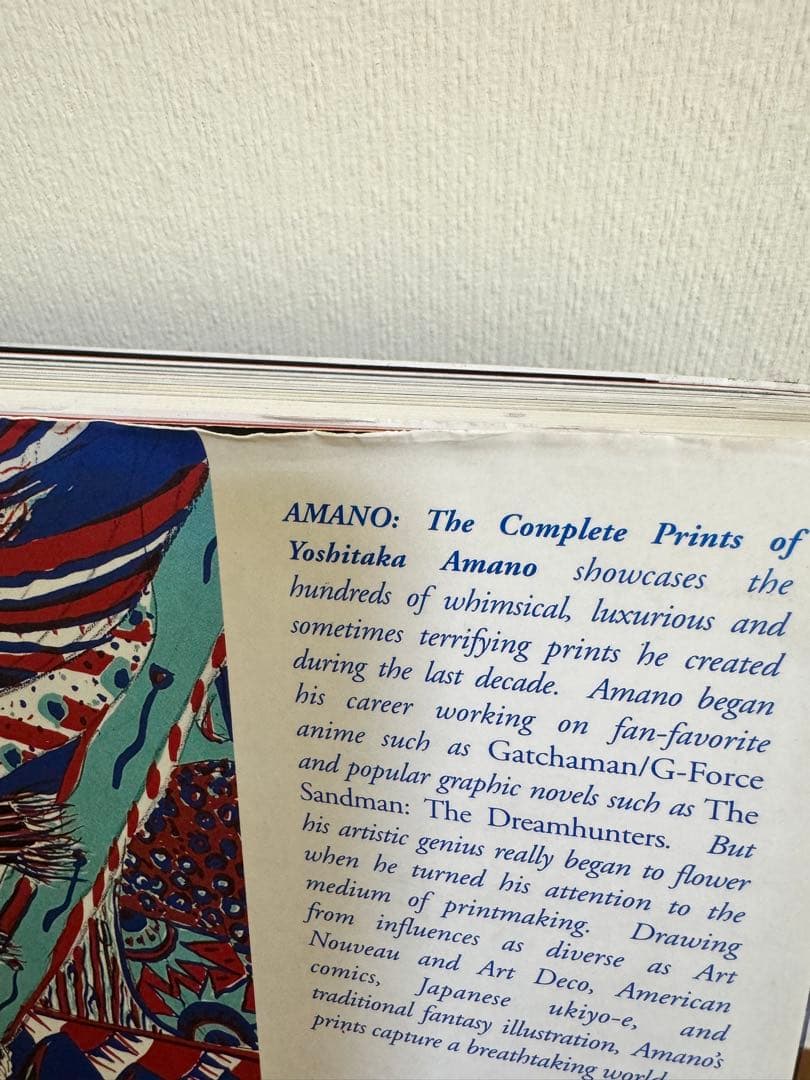 AMANO: The Complete Prints of
Yoshitaka Amano showcases the
hundreds of whimsical, luxurious and
sometimes terrifying prints he created
during the last decade. Amano began
his career working on fan-favorite
anime such as Gatchaman/G-Force
and popular graphic novels such as The
Sandman: The Dreamhunters. But
his artistic genius really began to flower
when he turned his attention to the
medium of printmaking. Drawing
from influences as diverse as Art
Nouveau and Art Deco, American
comics, Japanese ukiyo-e, and
traditional fantasy illustration, Amano's
prints capture a breathtaking world